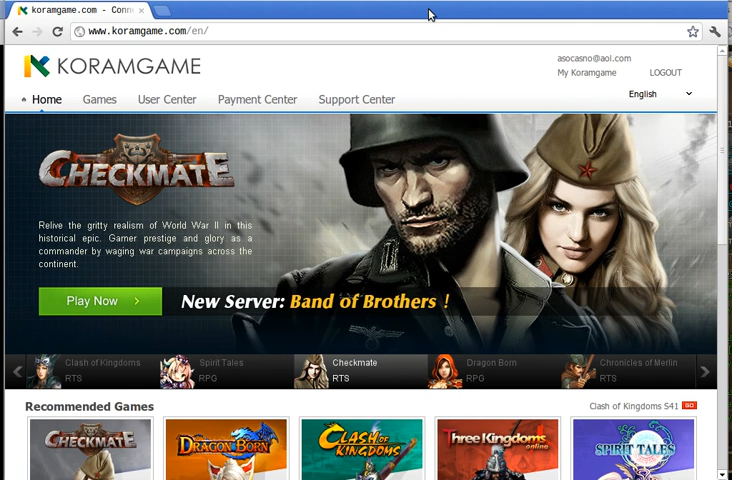 koramgame.com - Conne
www.koramgame.com/en/
KORAMGAME
asocasno@aol.com
My Koramgame LOGOUT
English
Home Games User Center Payment Center Support Center
CHECKMATE
Relive the gritty realism of World War II in this
historical epic. Gamer prestige and glory as a
commander by waging war campaigns across the
continent.
Play Now
New Server: Band of Brothers !
Clash of Kingdoms
RTS
Spirit Tales
RPG
Checkmate
RTS
Dragon Born
RPG
Chronicles of Merlin
RTS
Recommended Games
Clash of Kingdoms S41 GO
CHECKMATE
DRAGON BORN
CLASH OF KINGDOMS
Three Kingdoms online
SPIRIT TALES